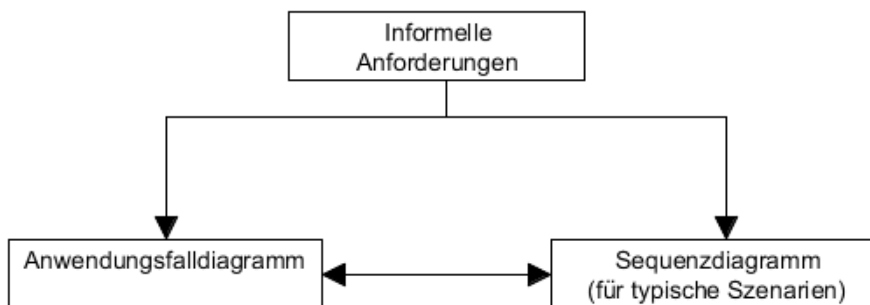 Informelle
Anforderungen
Anwendungsfalldiagramm
Sequenzdiagramm
(für typische Szenarien)